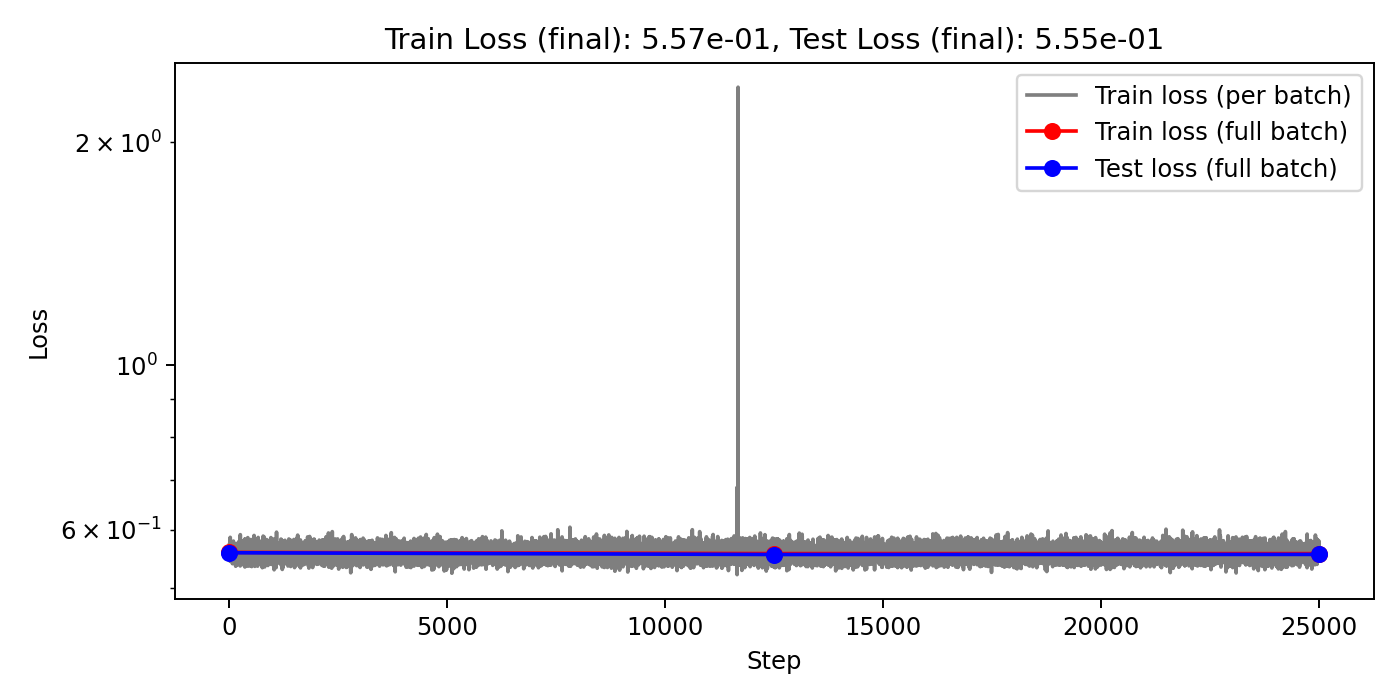 Train Loss (final): 5.57e-01, Test Loss (final): 5.55e-01
Train loss (per batch)
Train loss (full batch)
Test loss (full batch)
2 × 10⁰
10⁰
6 × 10⁻¹
Loss
0 5000 10000 15000 20000 25000
Step